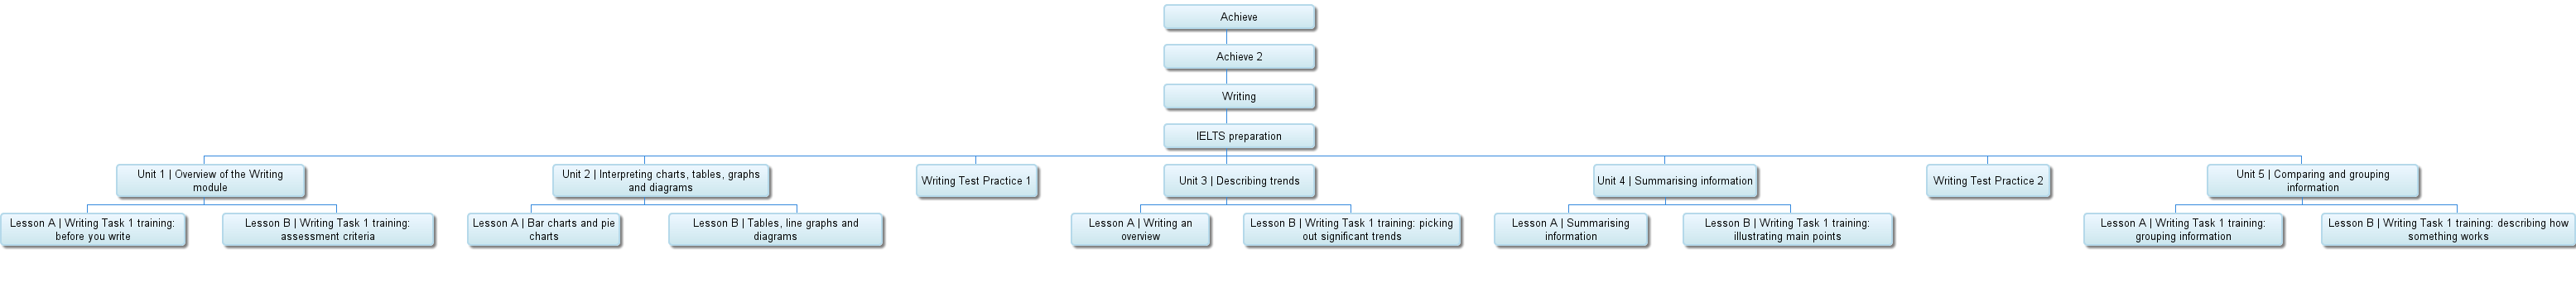 Achieve
Achieve 2
Writing
IELTS preparation
Unit 1 | Overview of the Writing
module
Unit 2 | Interpreting charts, tables, graphs
and diagrams
Writing Test Practice 1
Unit 3 | Describing trends
Unit 4 | Summarising information
Writing Test Practice 2
Unit 5 | Comparing and grouping
information
Lesson A | Writing Task 1 training:
before you write
Lesson B | Writing Task 1 training:
assessment criteria
Lesson A | Bar charts and pie
charts
Lesson B | Tables, line graphs and
diagrams
Lesson A | Writing an
overview
Lesson B | Writing Task 1 training: picking
out significant trends
Lesson A | Summarising
information
Lesson B | Writing Task 1 training:
illustrating main points
Lesson A | Writing Task 1 training:
grouping information
Lesson B | Writing Task 1 training: describing how
something works